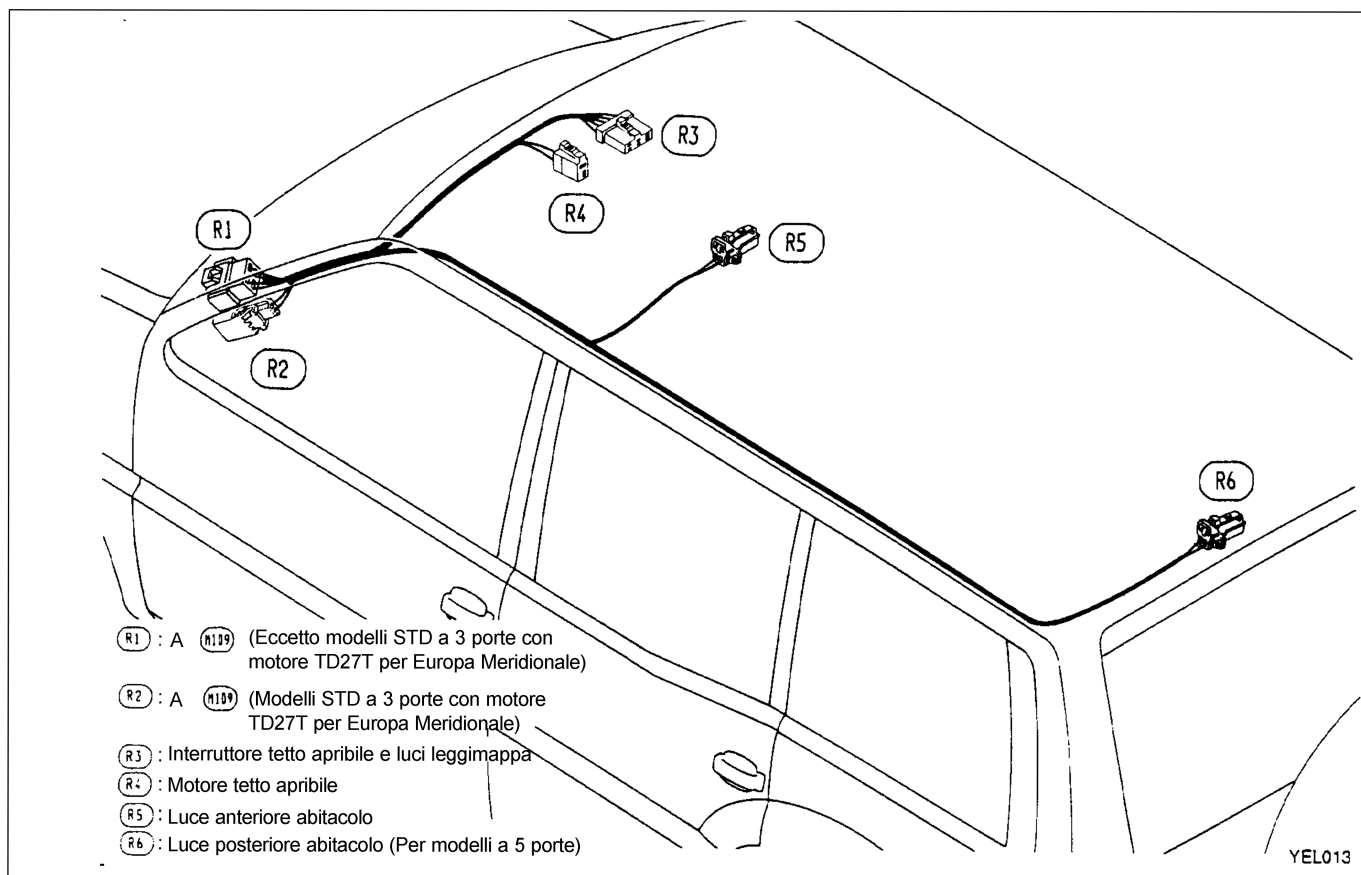 R3
R4
R1
R5
R2
R6
R1 : A M109 (Eccetto modelli STD a 3 porte con
motore TD27T per Europa Meridionale)
R2 : A M109 (Modelli STD a 3 porte con motore
TD27T per Europa Meridionale)
R3 : Interruttore tetto apribile e luci leggimappa
R4 : Motore tetto apribile
R5 : Luce anteriore abitacolo
R6 : Luce posteriore abitacolo (Per modelli a 5 porte)
YEL013